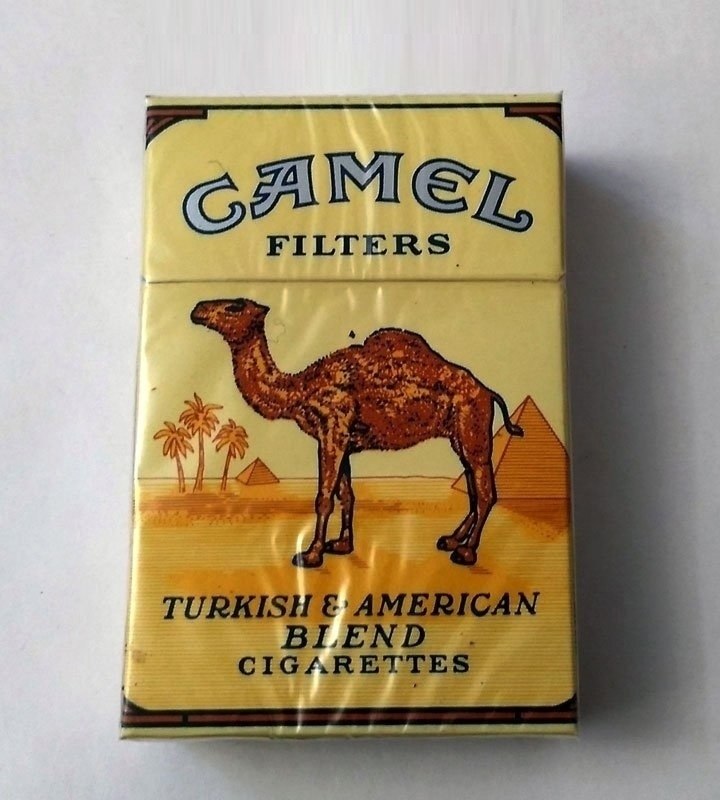 CAMEL
FILTERS
TURKISH & AMERICAN
BLEND
CIGARETTES